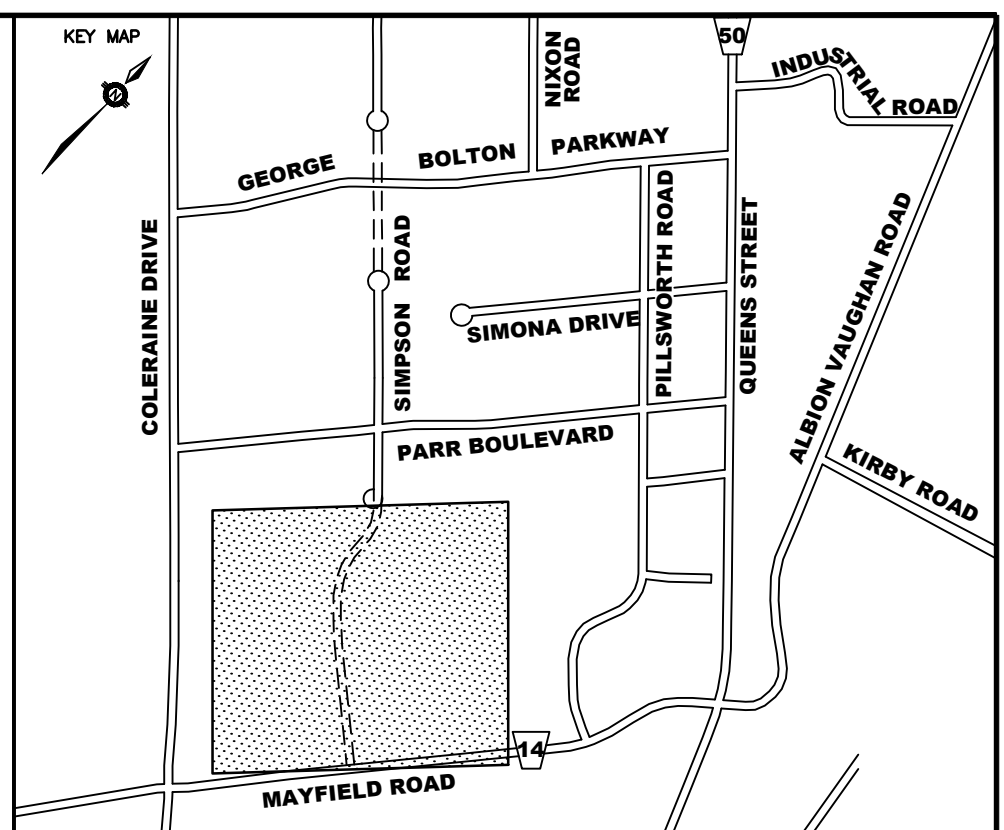 KEY MAP
N
NIXON
ROAD
50
INDUSTRIAL ROAD
GEORGE BOLTON PARKWAY
COLERAINE DRIVE
SIMPSON ROAD
PILLSWORTH ROAD
QUEENS STREET
ALBION VAUGHAN ROAD
SIMONA DRIVE
PARR BOULEVARD
KIRBY ROAD
14
MAYFIELD ROAD